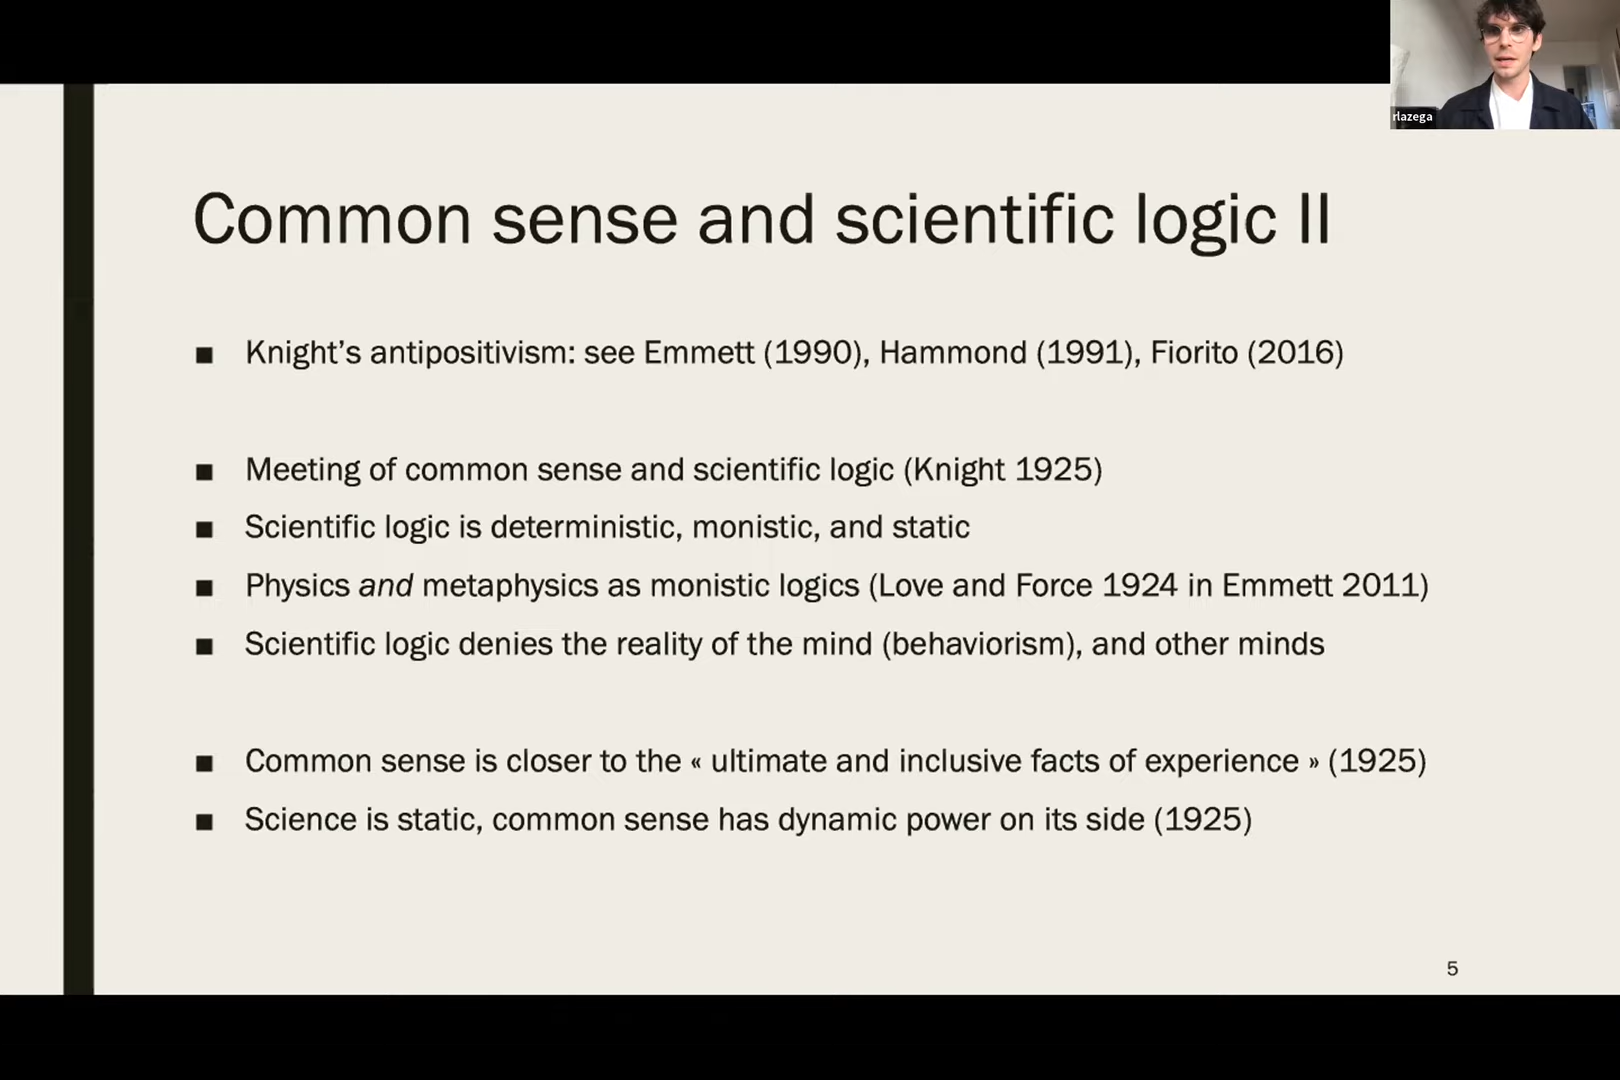 rlazega
Common sense and scientific logic II
■ Knight’s antipositivism: see Emmett (1990), Hammond (1991), Fiorito (2016)
■ Meeting of common sense and scientific logic (Knight 1925)
■ Scientific logic is deterministic, monistic, and static
■ Physics and metaphysics as monistic logics (Love and Force 1924 in Emmett 2011)
■ Scientific logic denies the reality of the mind (behaviorism), and other minds
■ Common sense is closer to the « ultimate and inclusive facts of experience » (1925)
■ Science is static, common sense has dynamic power on its side (1925)
5